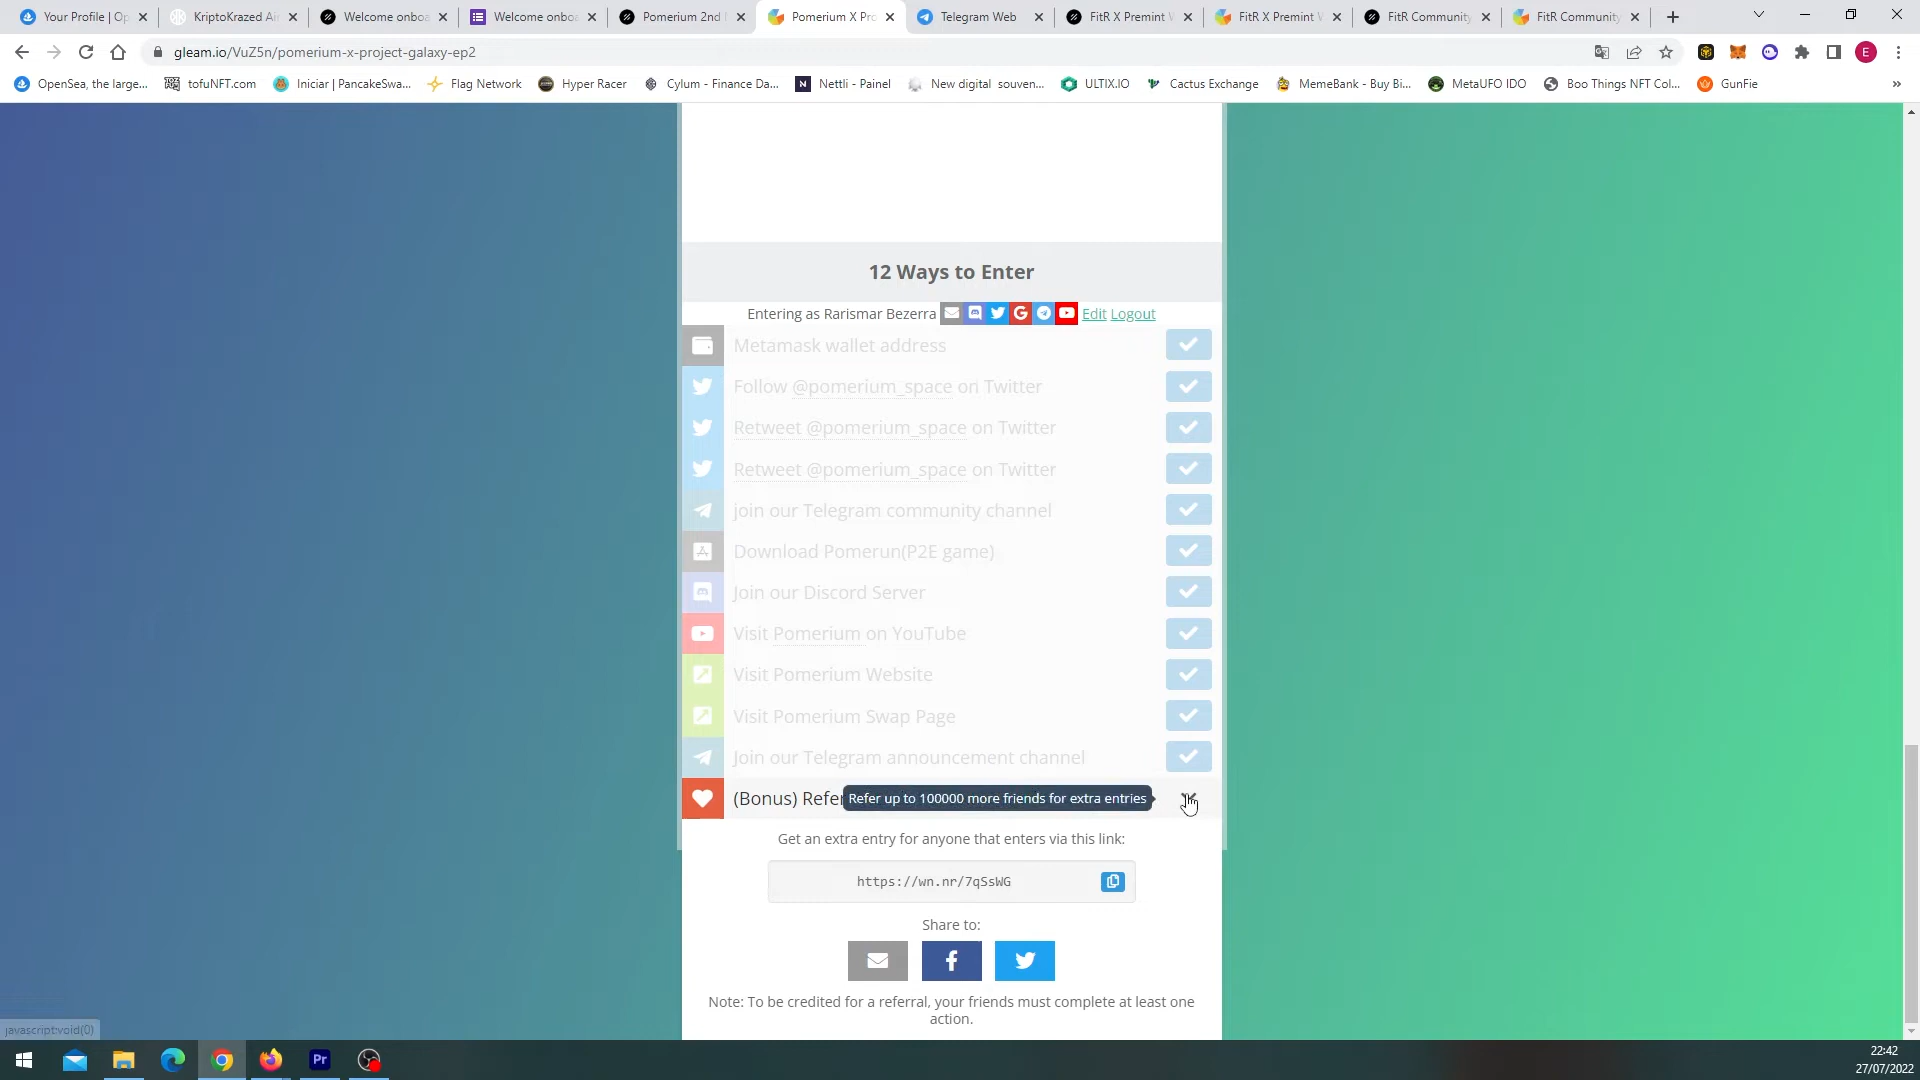 Your Profile | Op
KriptoKrazed Air
Welcome onboa
Welcome onboa
Pomerium 2nd
Pomerium X Pro
Telegram Web
FitR X Premint
FitR X Premint
FitR Community
FitR Community
gleam.io/VuZ5n/pomerium-x-project-galaxy-ep2
E
OpenSea, the large...
tofuNFT.com
Iniciar | PancakeSwa...
Flag Network
Hyper Racer
Cylum - Finance Da...
Nettli - Painel
New digital souven...
ULTIX.IO
Cactus Exchange
MemeBank - Buy Bi...
MetaUFO IDO
Boo Things NFT Col...
GunFie
»
12 Ways to Enter
Entering as Rarismar Bezerra Edit Logout
Metamask wallet address
Follow @pomerium_space on Twitter
Retweet @pomerium_space on Twitter
Retweet @pomerium_space on Twitter
join our Telegram community channel
Download Pomerun(P2E game)
Join our Discord Server
Visit Pomerium on YouTube
Visit Pomerium Website
Visit Pomerium Swap Page
Join our Telegram announcement channel
(Bonus) Refer
Refer up to 100000 more friends for extra entries
Get an extra entry for anyone that enters via this link:
https://wn.nr/7qSsWG
Share to:
Note: To be credited for a referral, your friends must complete at least one
action.
javascript:void(0)
Pr
22:42
27/07/2022